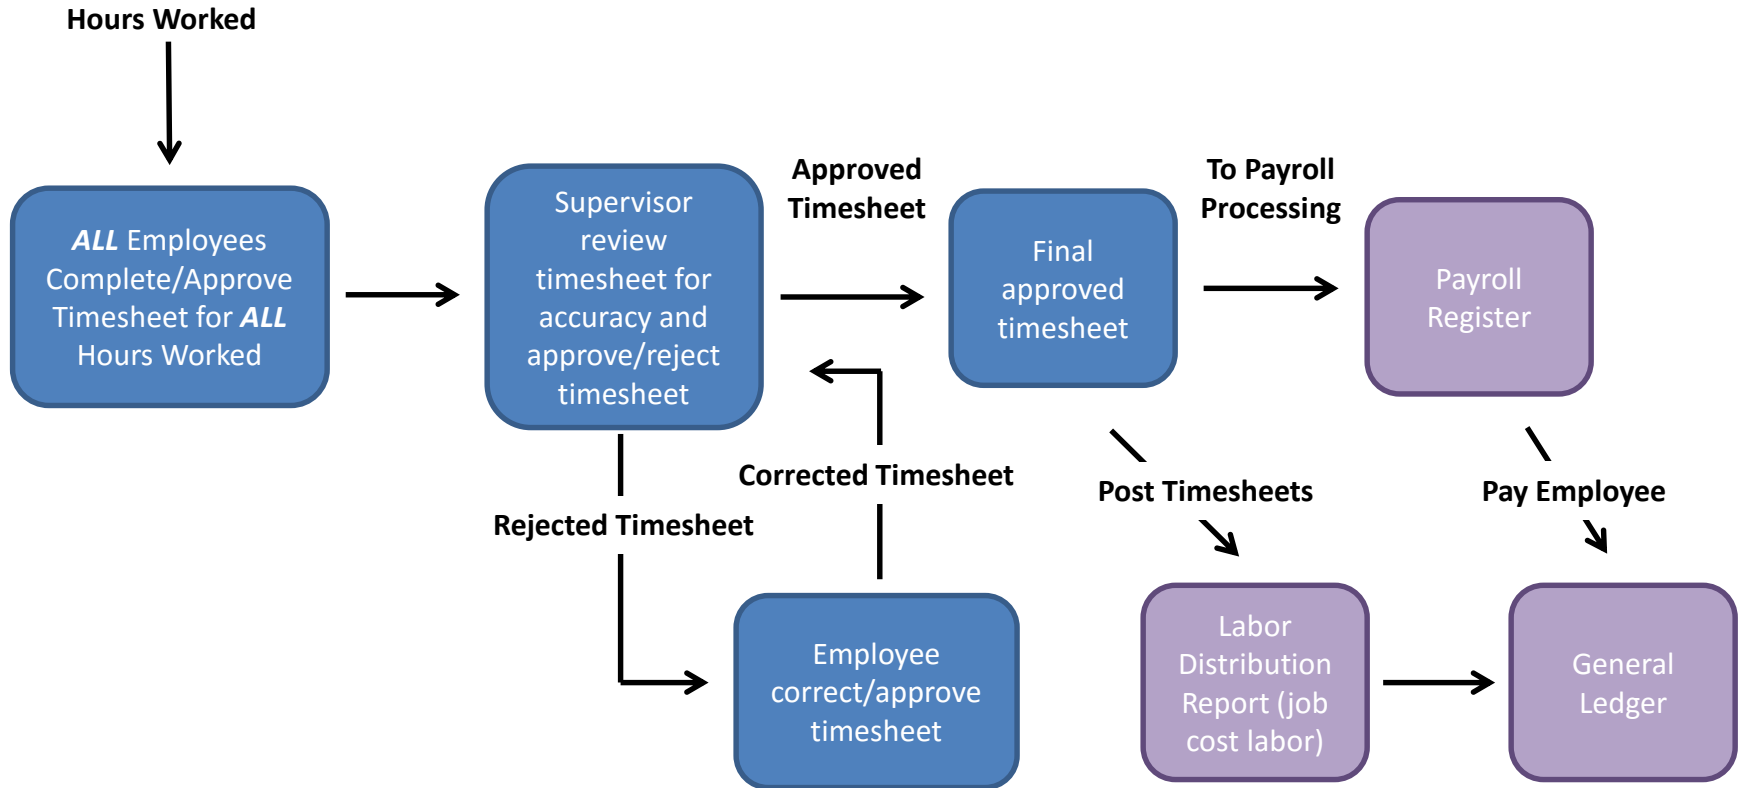 Hours Worked
ALL Employees
Complete/Approve
Timesheet for ALL
Hours Worked
Supervisor
review
timesheet for
accuracy and
approve/reject
timesheet
Approved
Timesheet
Final
approved
timesheet
To Payroll
Processing
Payroll
Register
Corrected Timesheet
Rejected Timesheet
Post Timesheets
Pay Employee
Employee
correct/approve
timesheet
Labor
Distribution
Report (job
cost labor)
General
Ledger